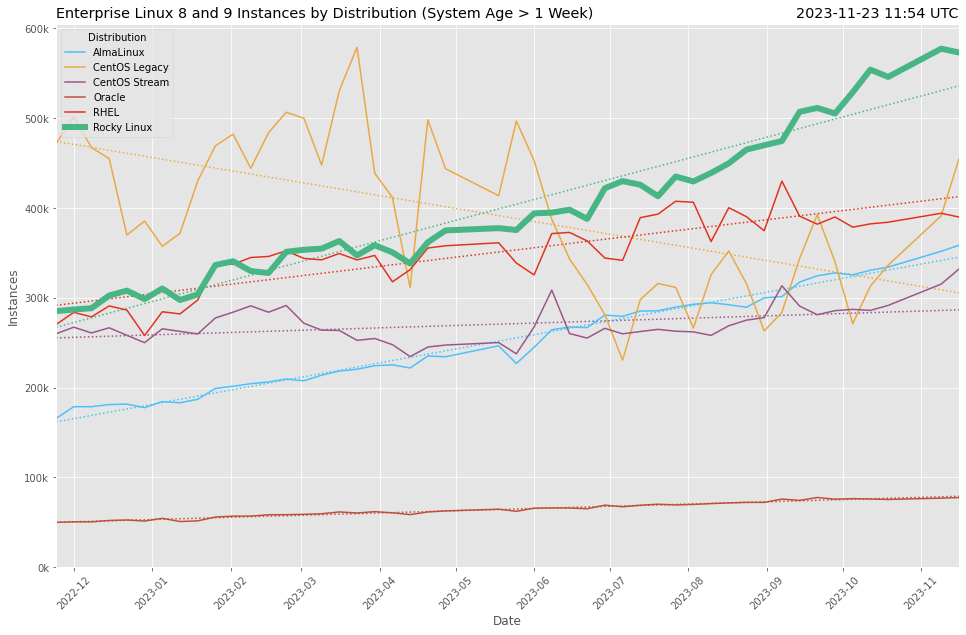 Enterprise Linux 8 and 9 Instances by Distribution (System Age > 1 Week)
2023-11-23 11:54 UTC
600k
500k
400k
300k
200k
100k
0k
Instances
Distribution
AlmaLinux
CentOS Legacy
CentOS Stream
Oracle
RHEL
Rocky Linux
2022-12
2023-01
2023-02
2023-03
2023-04
2023-05
2023-06
2023-07
2023-08
2023-09
2023-10
2023-11
Date